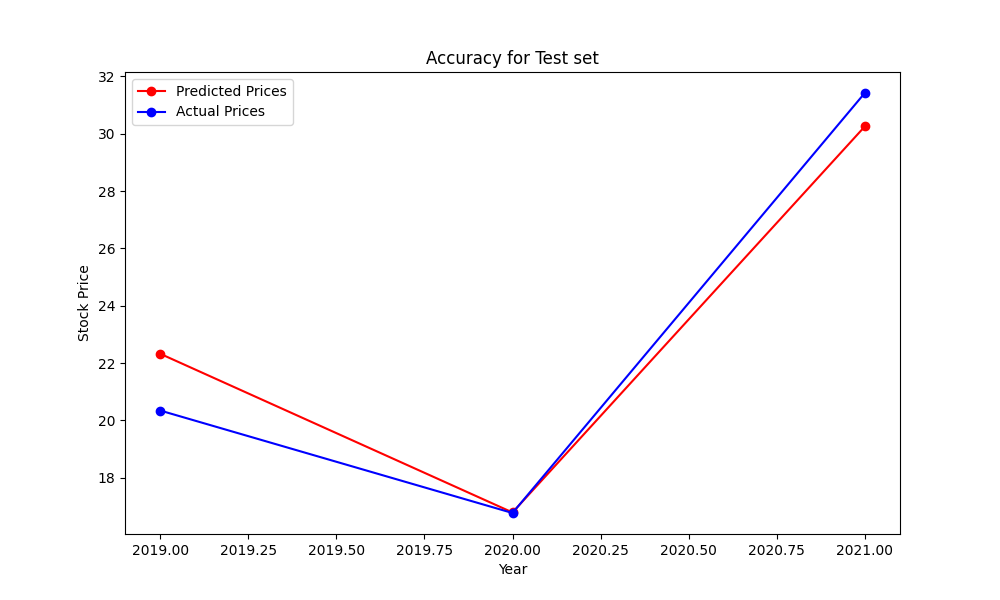 Accuracy for Test set
Predicted Prices
Actual Prices
32
30
28
26
24
22
20
18
Stock Price
2019.00 2019.25 2019.50 2019.75 2020.00 2020.25 2020.50 2020.75 2021.00
Year